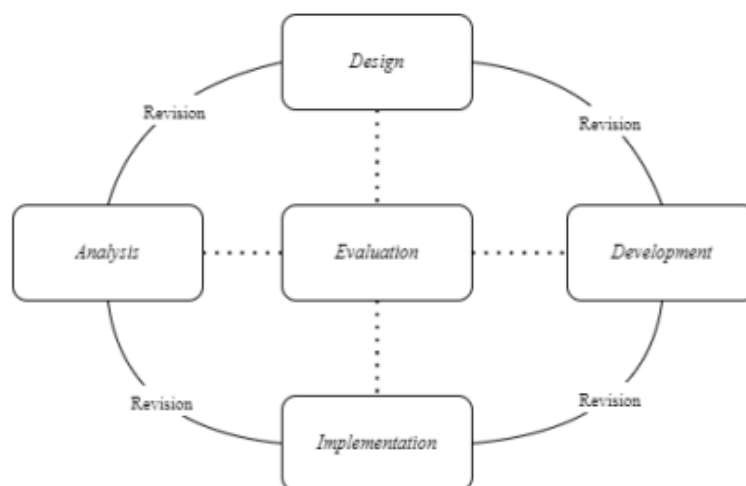 Design
Revision
Revision
Analysis
Evaluation
Development
Revision
Revision
Implementation